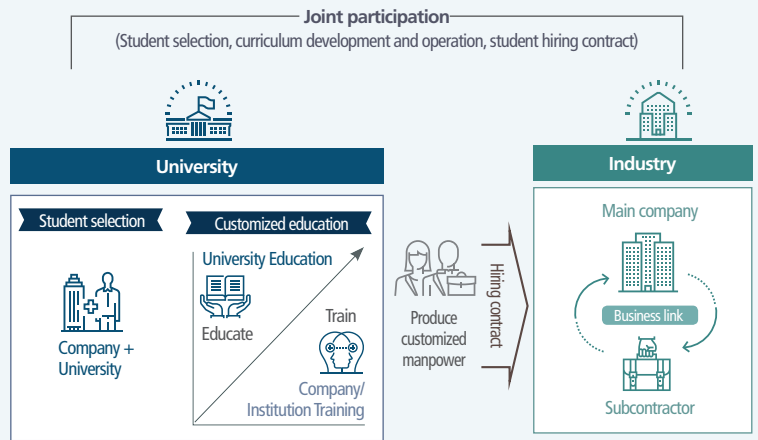 Joint participation
(Student selection, curriculum development and operation, student hiring contract)
University
Industry
Student selection
Customized education
Company +
University
University Education
Educate
Train
Company/
Institution Training
Produce
customized
manpower
Hiring contract
Main company
Business link
Subcontractor